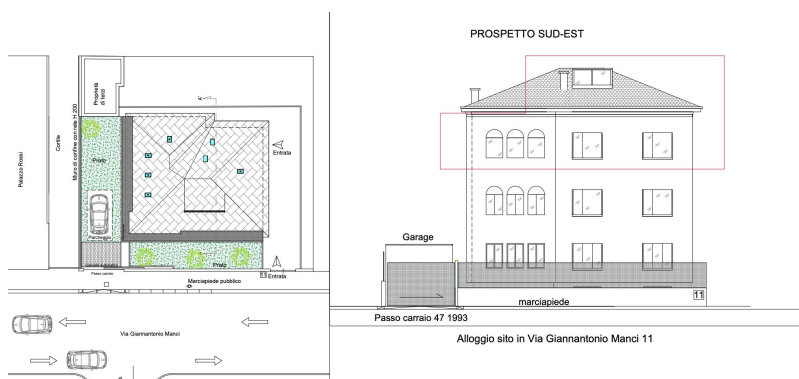 Palazzo Rossi
Cortile
Muro di confine con rete H 200
Proprietà
di terzi
Prato
Parcheggio
Passo carraio
Entrata
Prato
11 Entrata
Marciapiede pubblico
Via Giannantonio Manci
PROSPETTO SUD-EST
Garage
11
marciapiede
Passo carraio 47 1993
Alloggio sito in Via Giannantonio Manci 11